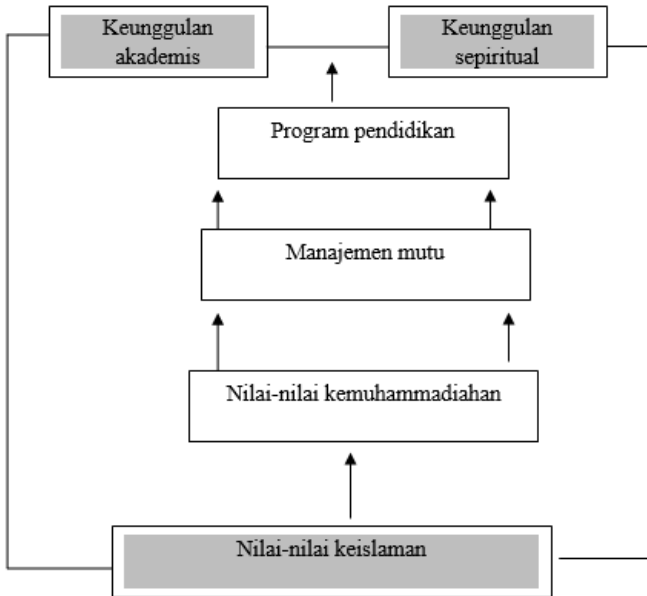 Keunggulan
akademis
Keunggulan
sepiritual
Program pendidikan
Manajemen mutu
Nilai-nilai kemuhammadiahan
Nilai-nilai keislaman